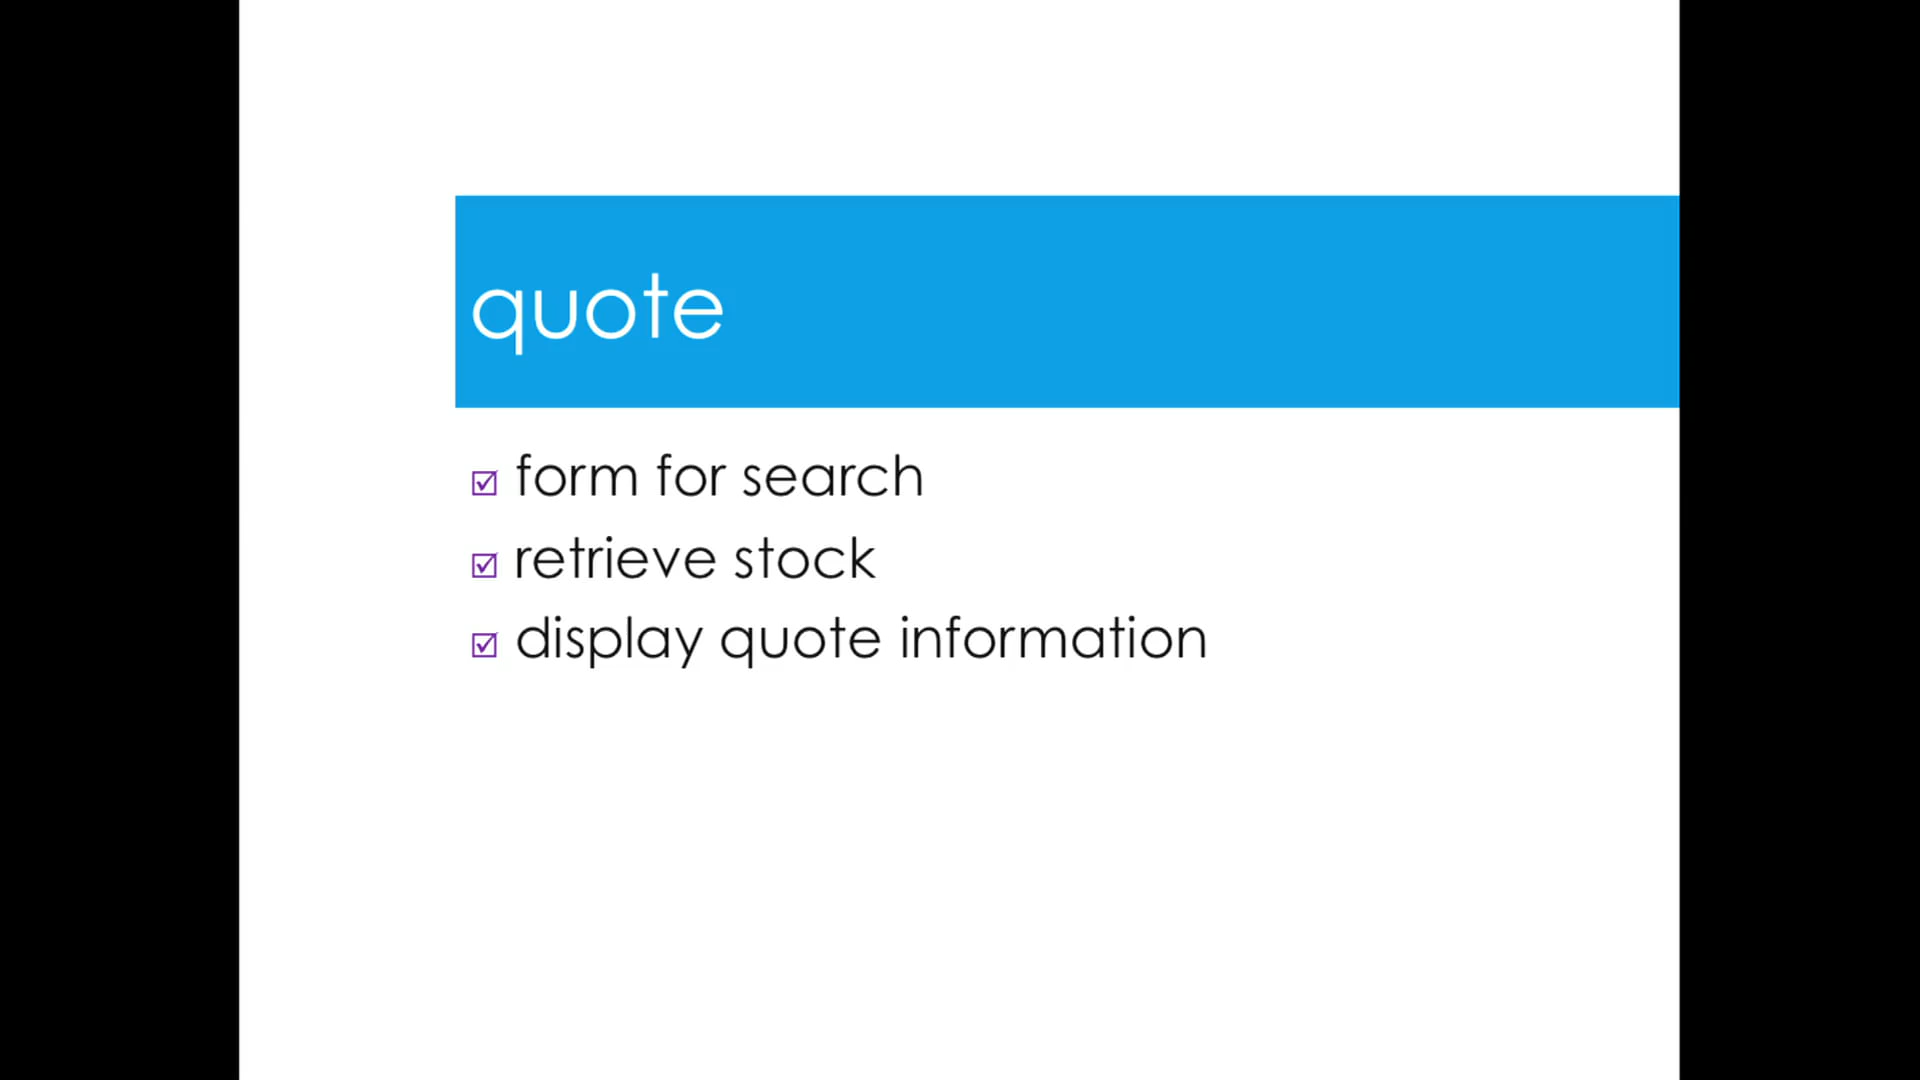 quote
form for search
retrieve stock
display quote information